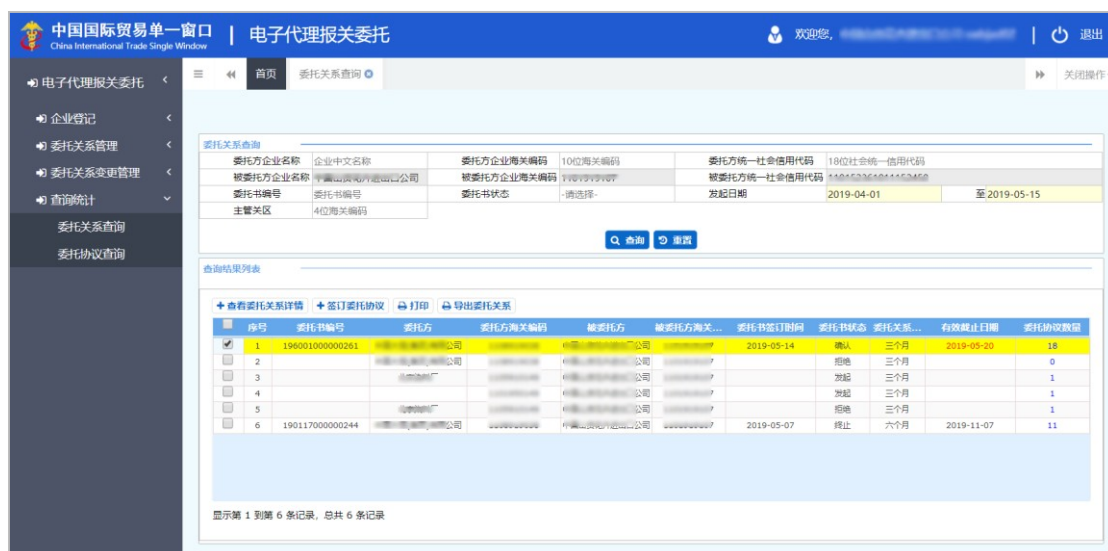 中国国际贸易单一窗口 | 电子代理报关委托 欢迎您, | 退出
China International Trade Single Window
电子代理报关委托
首页 委托关系查询 关闭操作
企业登记
委托关系管理
委托关系变更管理
查询统计
委托关系查询
委托协议查询
委托关系查询
委托方企业名称 企业中文名称 委托方企业海关编码 10位海关编码 委托方统一社会信用代码 18位社会统一信用代码
被委托方企业名称 进出口公司 被委托方企业海关编码 被委托方统一社会信用代码
委托书编号 委托书编号 委托书状态 -请选择- 发起日期 2019-04-01 至 2019-05-15
主管关区 4位海关编码
查询 重置
查询结果列表
查看委托关系详情 签订委托协议 打印 导出委托关系
序号 委托书编号 委托方 委托方海关编码 被委托方 被委托方海关... 委托书签订时间 委托书状态 委托关系... 有效截止日期 委托协议数量
1 196001000000261 公司 公司 2019-05-14 确认 三个月 2019-05-20 18
2 公司 公司 拒绝 三个月 0
3 厂 公司 发起 三个月 1
4 公司 发起 三个月 1
5 厂 公司 拒绝 三个月 1
6 190117000000244 公司 公司 2019-05-07 终止 六个月 2019-11-07 11
显示第 1 到第 6 条记录, 总共 6 条记录